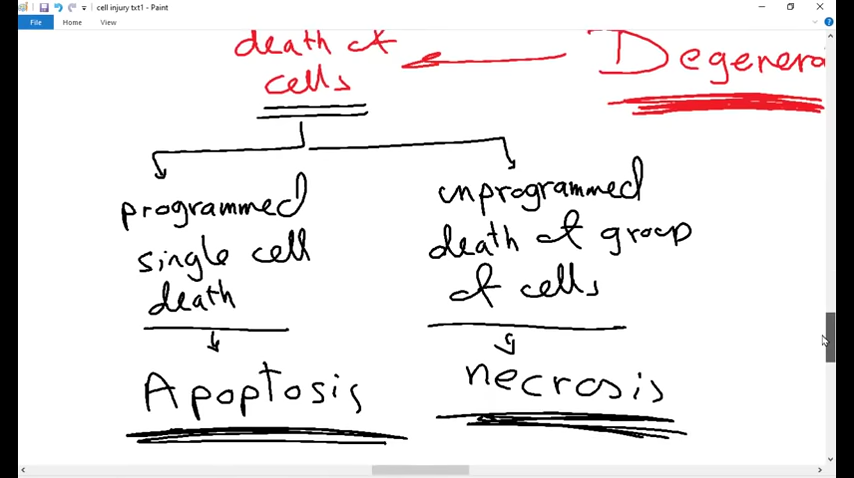 cell injury txt1 - Paint
File Home View
death of
cells
Degenera
programmed
single cell
death
unprogrammed
death of group
of cells
Apoptosis
necrosis